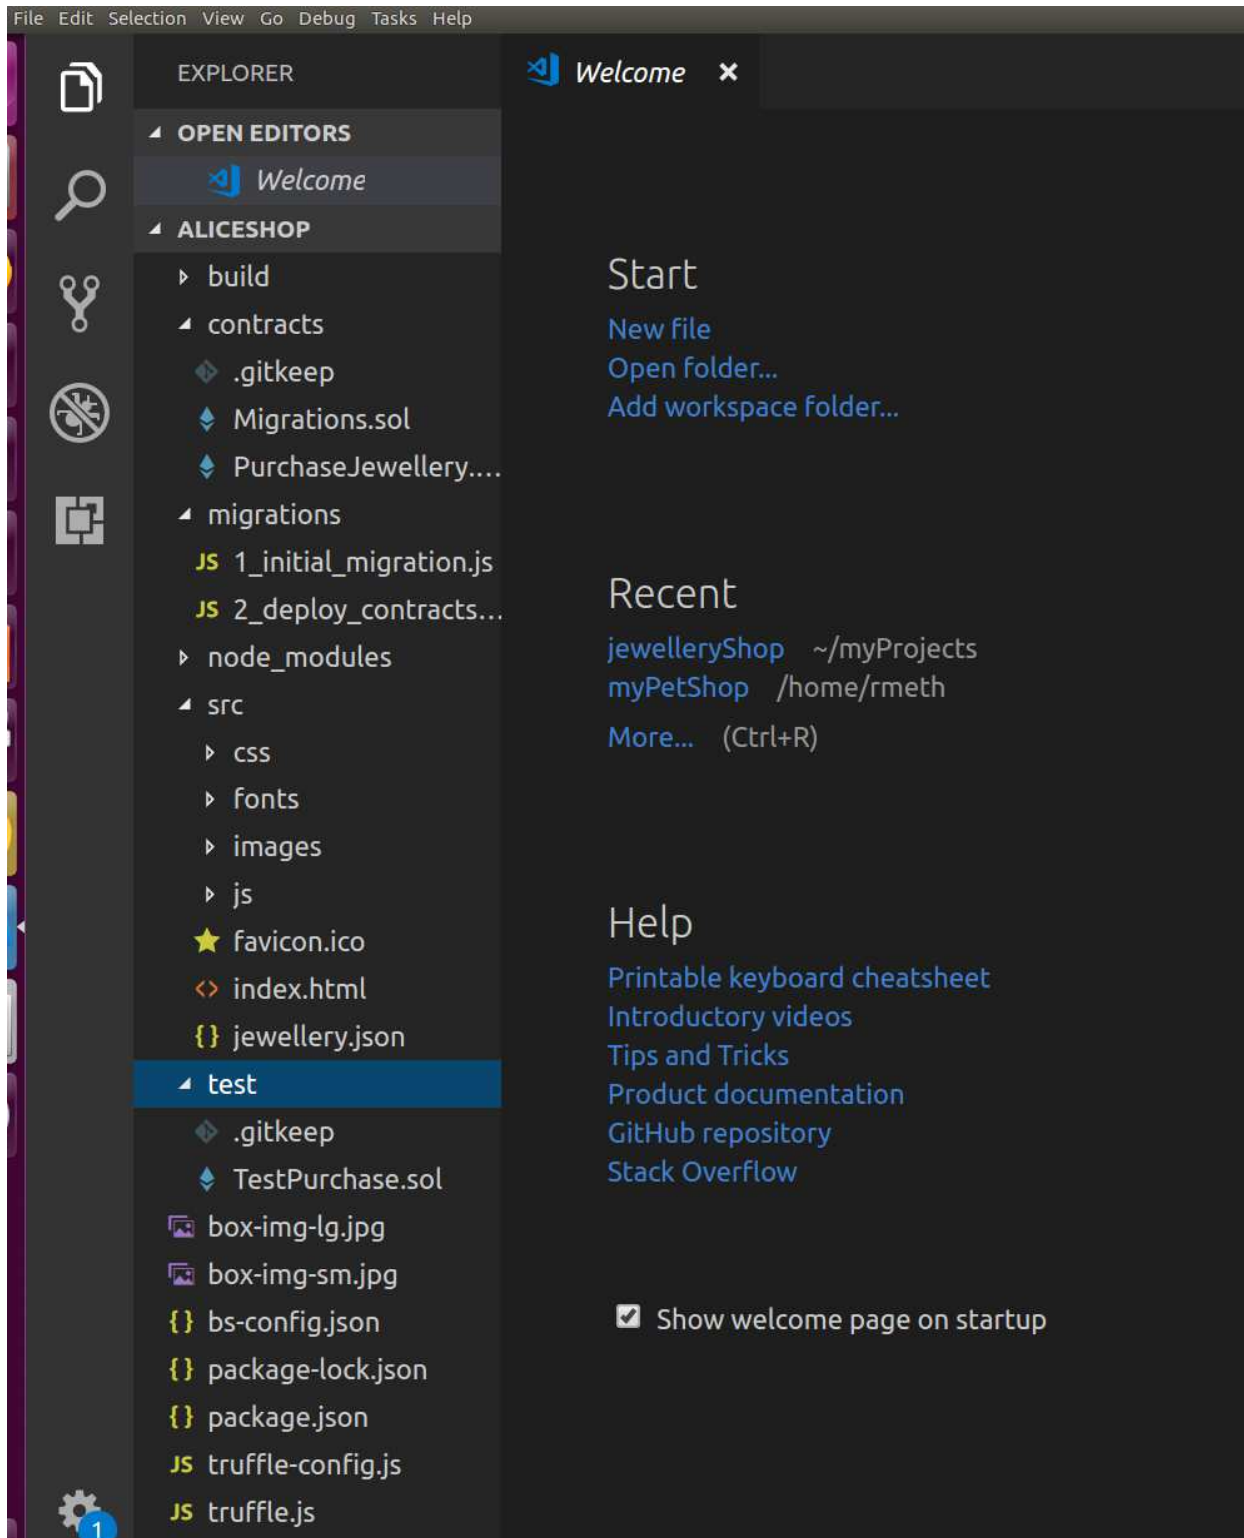 File Edit Selection View Go Debug Tasks Help
EXPLORER
OPEN EDITORS
Welcome
ALICESHOP
build
contracts
.gitkeep
Migrations.sol
PurchaseJewellery....
migrations
JS 1_initial_migration.js
JS 2_deploy_contracts...
node_modules
src
css
fonts
images
js
favicon.ico
<> index.html
{} jewellery.json
test
.gitkeep
TestPurchase.sol
box-img-lg.jpg
box-img-sm.jpg
{} bs-config.json
{} package-lock.json
{} package.json
JS truffle-config.js
JS truffle.js
1
Welcome ×
Start
New file
Open folder...
Add workspace folder...
Recent
jewelleryShop ~/myProjects
myPetShop /home/rmeth
More... (Ctrl+R)
Help
Printable keyboard cheatsheet
Introductory videos
Tips and Tricks
Product documentation
GitHub repository
Stack Overflow
Show welcome page on startup